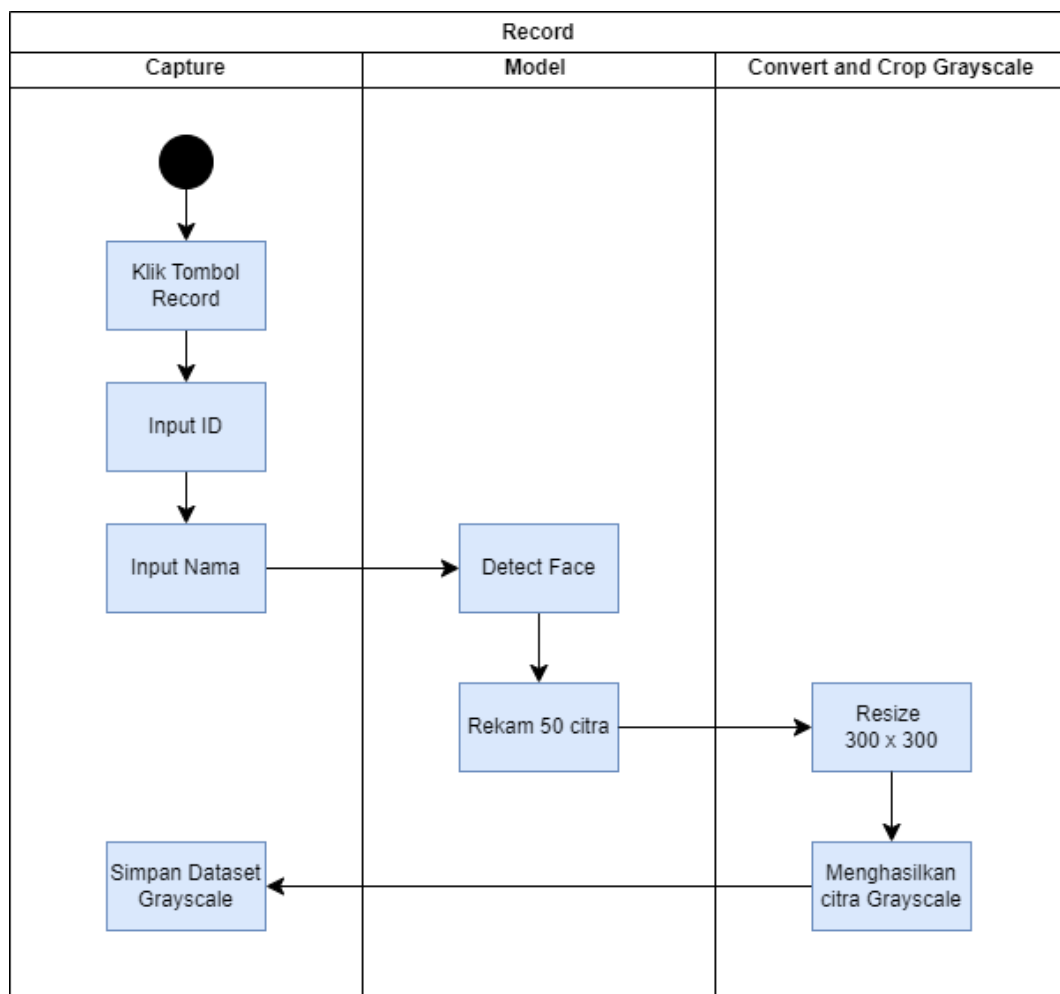 Record
Capture
Model
Convert and Crop Grayscale
Klik Tombol
Record
Input ID
Input Nama
Detect Face
Rekam 50 citra
Resize
300 x 300
Menghasilkan
citra Grayscale
Simpan Dataset
Grayscale